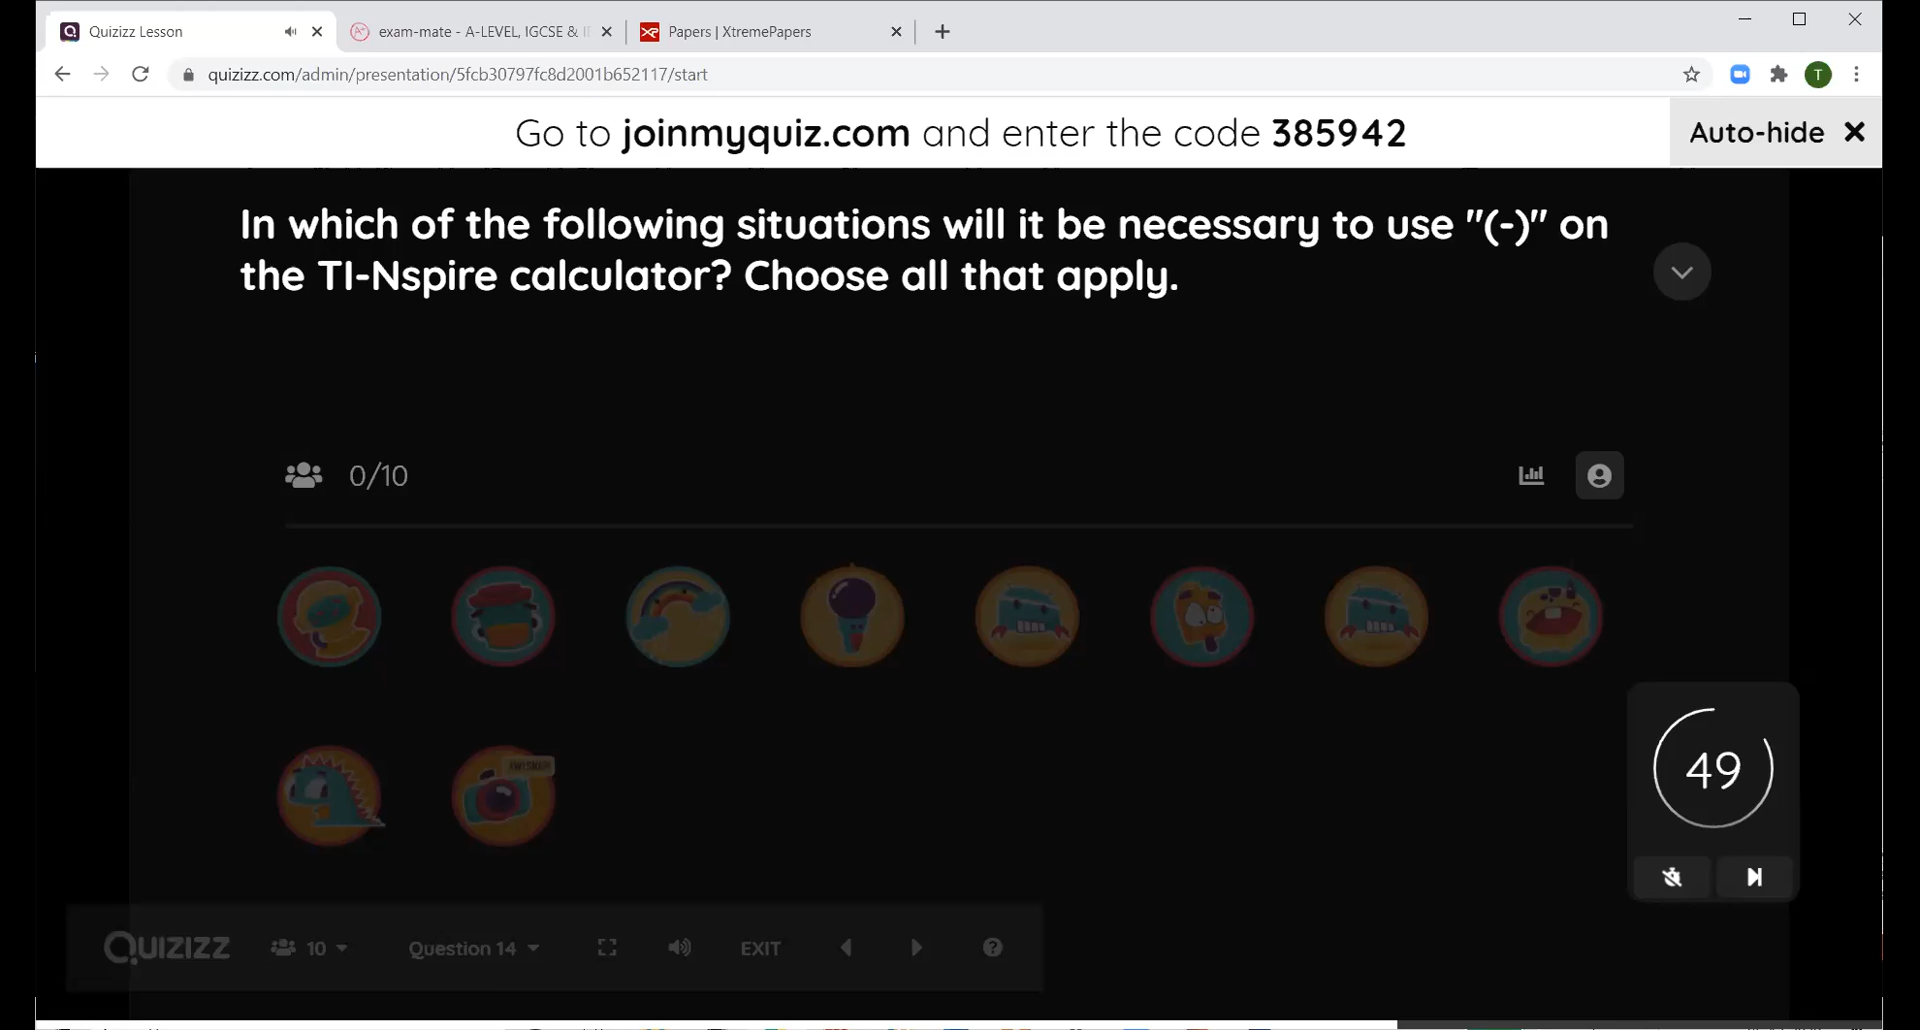 Quizizz Lesson
exam-mate - A-LEVEL, IGCSE &
Papers | XtremePapers
quizizz.com/admin/presentation/5fcb30797fc8d2001b652117/start
T
Go to joinmyquiz.com and enter the code 385942
Auto-hide
In which of the following situations will it be necessary to use "(-)" on
the TI-Nspire calculator? Choose all that apply.
0/10
49
QUIZIZZ
10
Question 14
EXIT